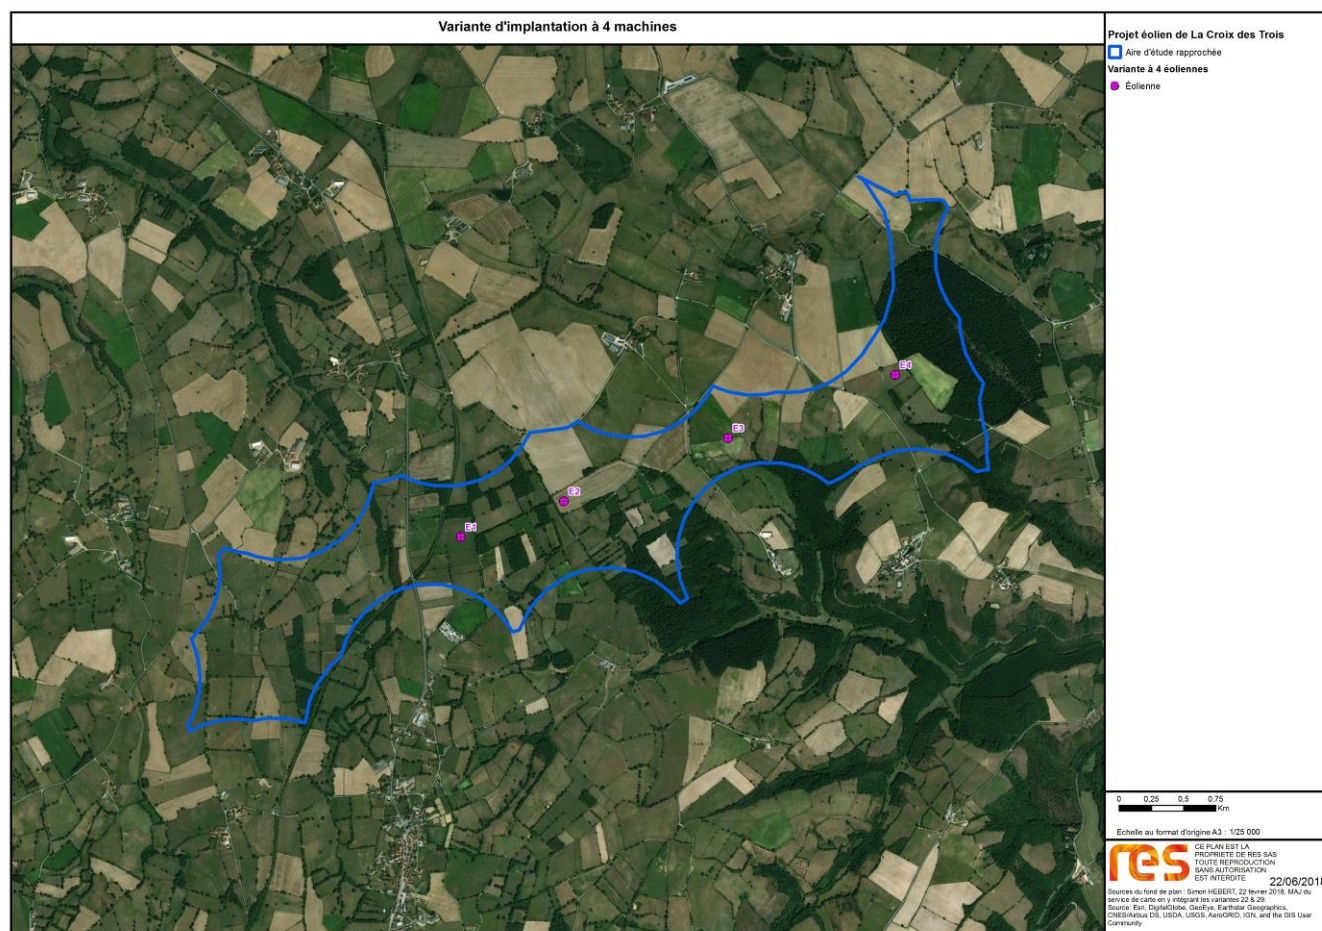 Variante d'implantation à 4 machines
Projet éolien de La Croix des Trois
Aire d'étude rapprochée
Variante à 4 éoliennes
Éolienne
E4
E3
E2
E1
0 0,25 0,5 0,75
Km
Echelle au format d'origine A3 : 1/25 000
res
CE PLAN EST LA
PROPRIETE DE RES SAS
TOUTE REPRODUCTION
SANS AUTORISATION
EST INTERDITE
22/06/2018
Sources du fond de plan : Simon HEBERT, 22 février 2018, MAJ du
service de carte en y intégrant les variantes 22 & 29.
Source: Esri, DigitalGlobe, GeoEye, Earthstar Geographics,
CNES/Airbus DS, USDA, USGS, AeroGRID, IGN, and the GIS User
Community